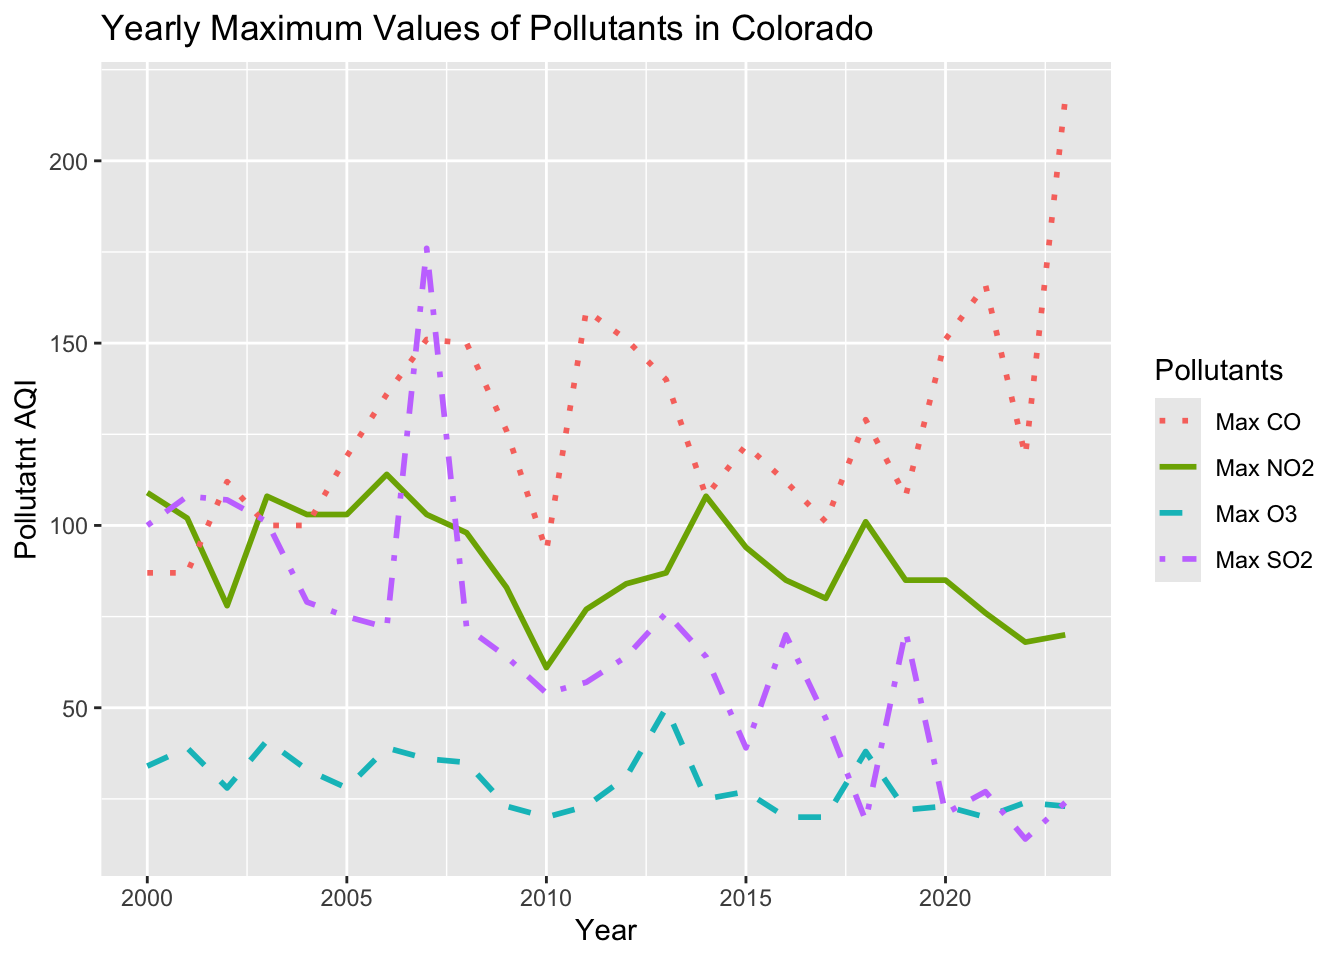 Yearly Maximum Values of Pollutants in Colorado
Pollutatnt AQI
200
150
100
50
2000 2005 2010 2015 2020
Year
Pollutants
Max CO
Max NO2
Max O3
Max SO2